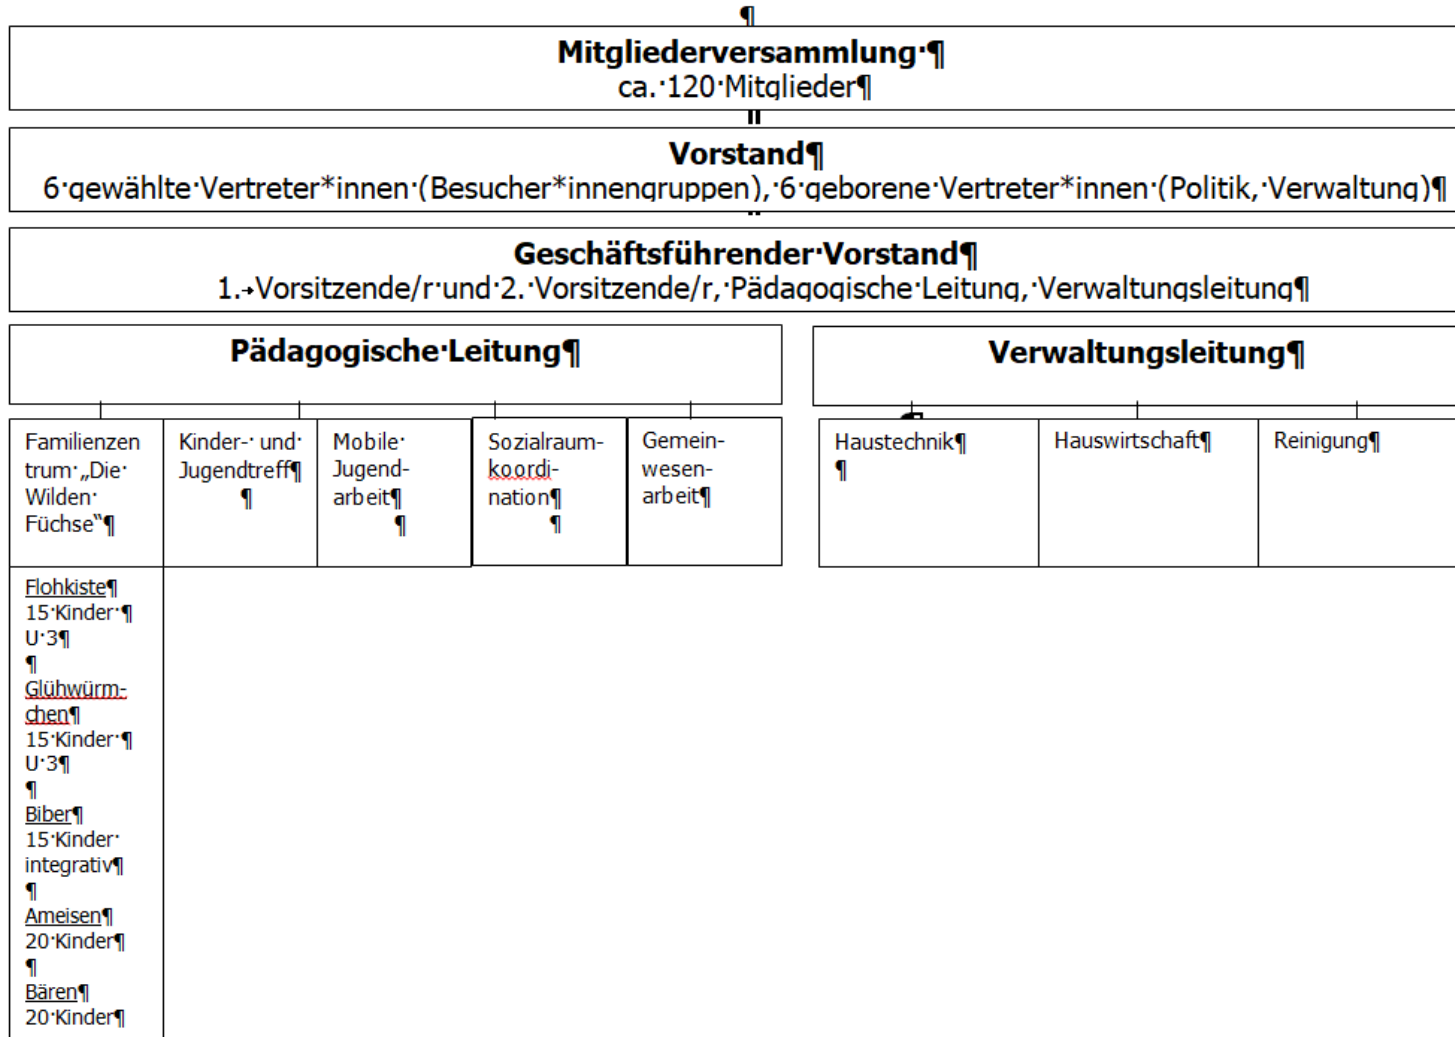 Mitgliederversammlung
ca. 120 Mitglieder
Vorstand
6 gewählte Vertreter*innen (Besucher*innengruppen), 6 geborene Vertreter*innen (Politik, Verwaltung)
Geschäftsführender Vorstand
1. Vorsitzende/r und 2. Vorsitzende/r, Pädagogische Leitung, Verwaltungsleitung
Pädagogische Leitung
Verwaltungsleitung
Familienzen
trum „Die
Wilden
Füchse“
Kinder- und
Jugendtreff
Mobile
Jugend-
arbeit
Sozialraum-
koordi-
nation
Gemein-
wesen-
arbeit
Haustechnik
Hauswirtschaft
Reinigung
Flohkiste
15 Kinder
U 3
Glühwürm-
chen
15 Kinder
U 3
Biber
15 Kinder
integrativ
Ameisen
20 Kinder
Bären
20 Kinder